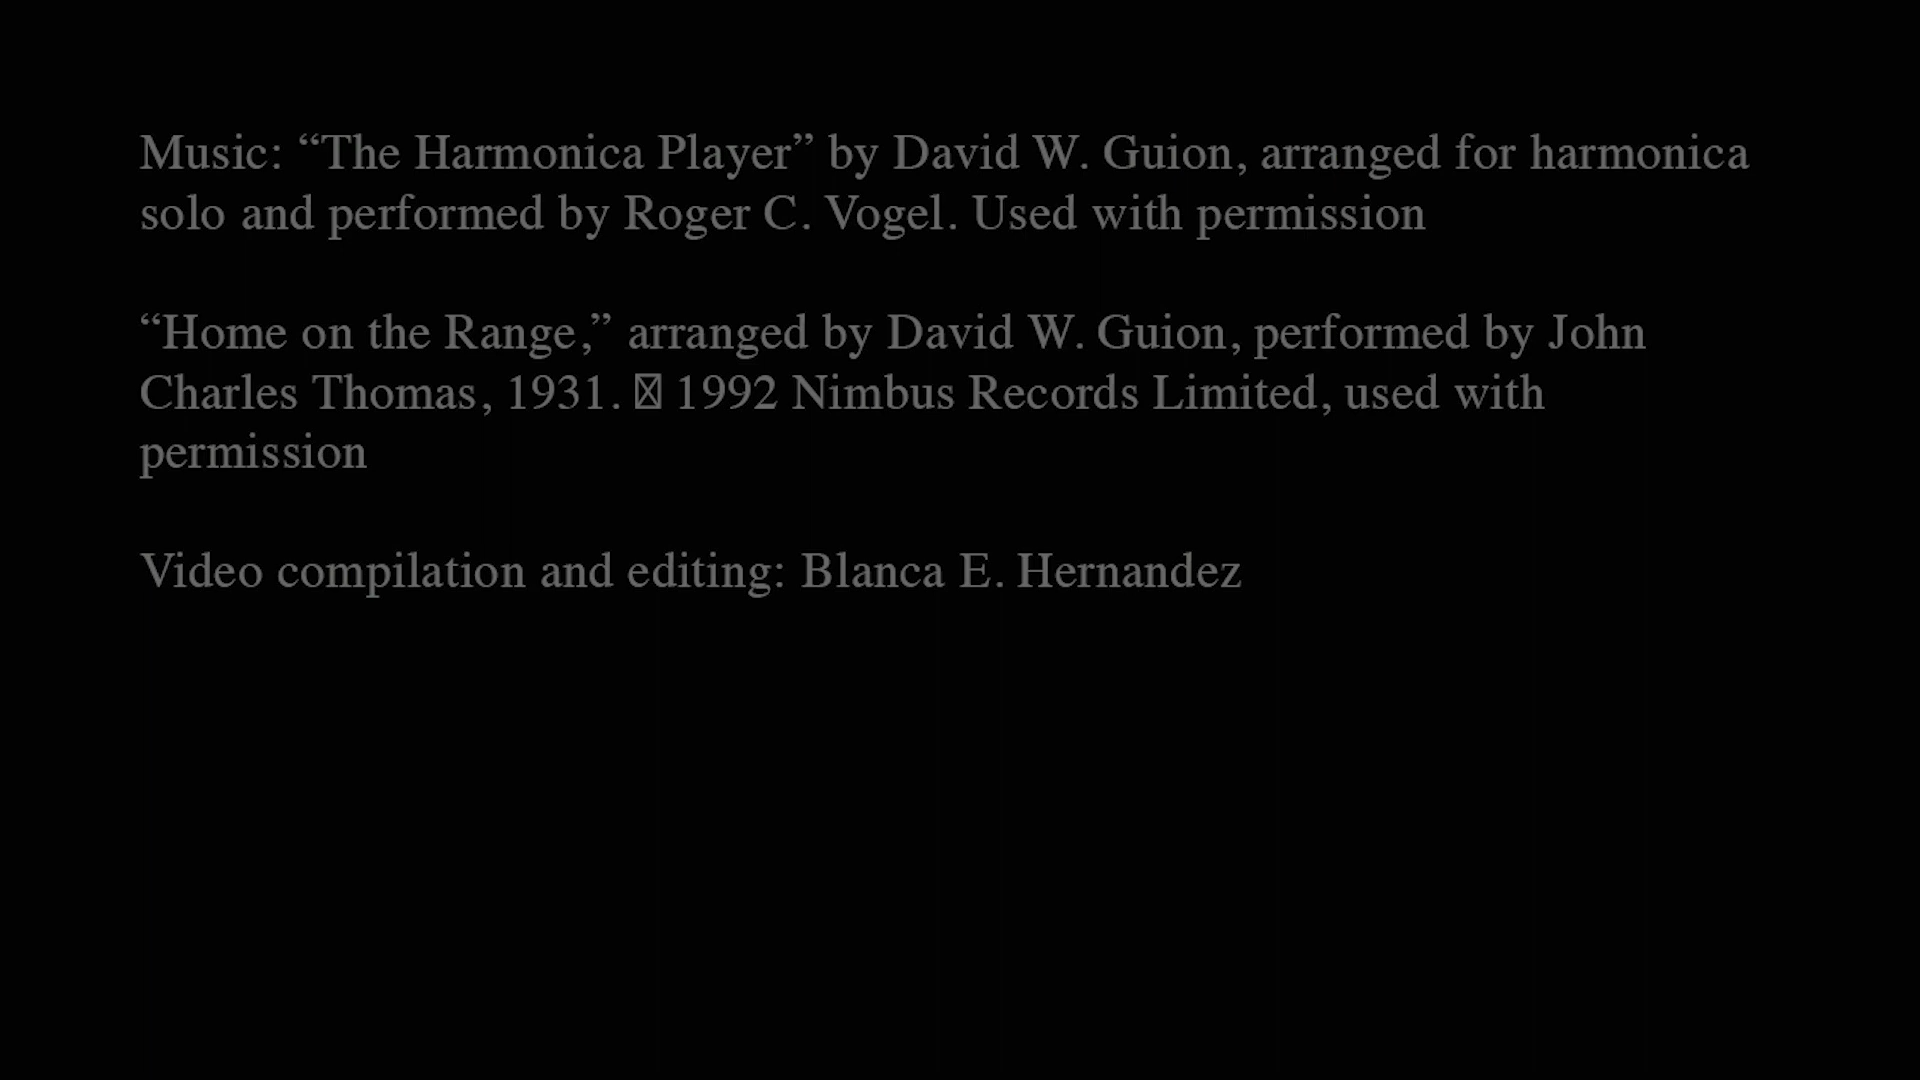 Music: “The Harmonica Player” by David W. Guion, arranged for harmonica
solo and performed by Roger C. Vogel. Used with permission
“Home on the Range,” arranged by David W. Guion, performed by John
Charles Thomas, 1931. 1992 Nimbus Records Limited, used with
permission
Video compilation and editing: Blanca E. Hernandez